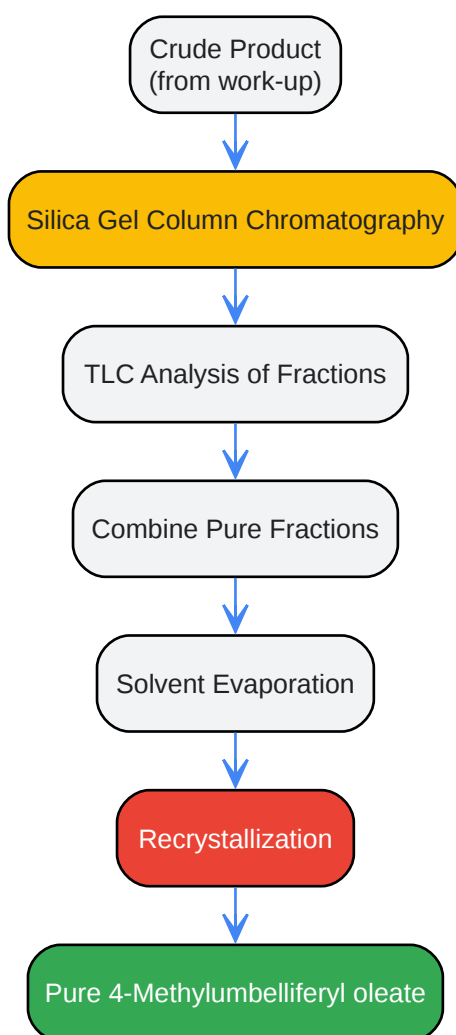 Crude Product
(from work-up)
Silica Gel Column Chromatography
TLC Analysis of Fractions
Combine Pure Fractions
Solvent Evaporation
Recrystallization
Pure 4-Methylumbelliferyl oleate